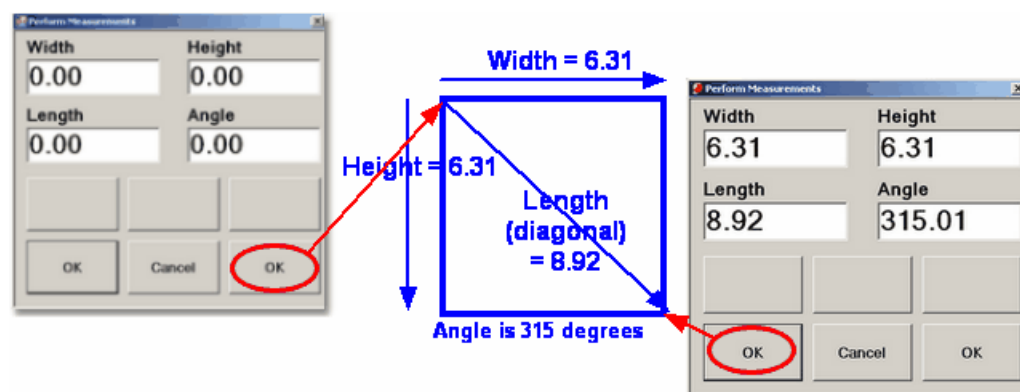 Perform Measurements
Width Height
0.00 0.00
Length Angle
0.00 0.00
OK Cancel OK
Width = 6.31
Height = 6.31
Length
(diagonal)
= 8.92
Angle is 315 degrees
Perform Measurements
Width Height
6.31 6.31
Length Angle
8.92 315.01
OK Cancel OK